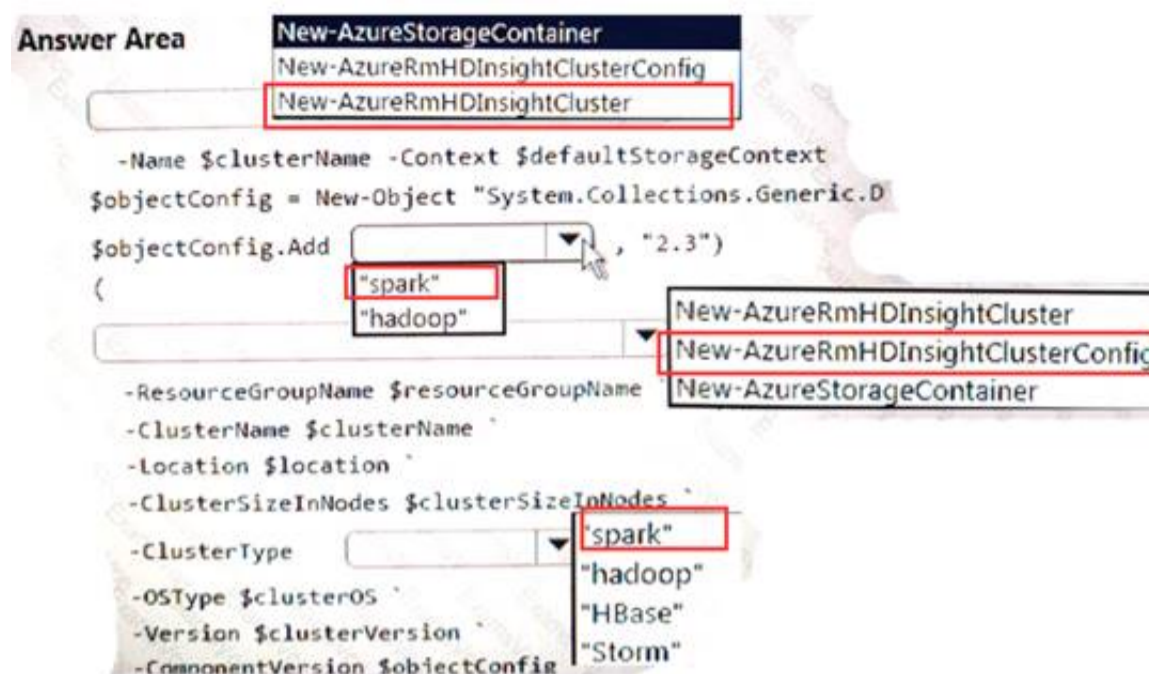 Answer Area
New-AzureStorageContainer
New-AzureRmHDInsightClusterConfig
New-AzureRmHDInsightCluster
-Name $clusterName -Context $defaultStorageContext
$objectConfig = New-Object "System.Collections.Generic.D
$objectConfig.Add , "2.3")
"spark"
(
"hadoop"
New-AzureRmHDInsightCluster
New-AzureRmHDInsightClusterConfig
New-AzureStorageContainer
-ResourceGroupName $resourceGroupName `
-ClusterName $clusterName `
-Location $location `
-ClusterSizeInNodes $clusterSizeInNodes `
-ClusterType
"spark"
"hadoop"
"HBase"
"Storm"
-OSType $clusterOS `
-Version $clusterVersion `
-ComponentVersion $objectConfig